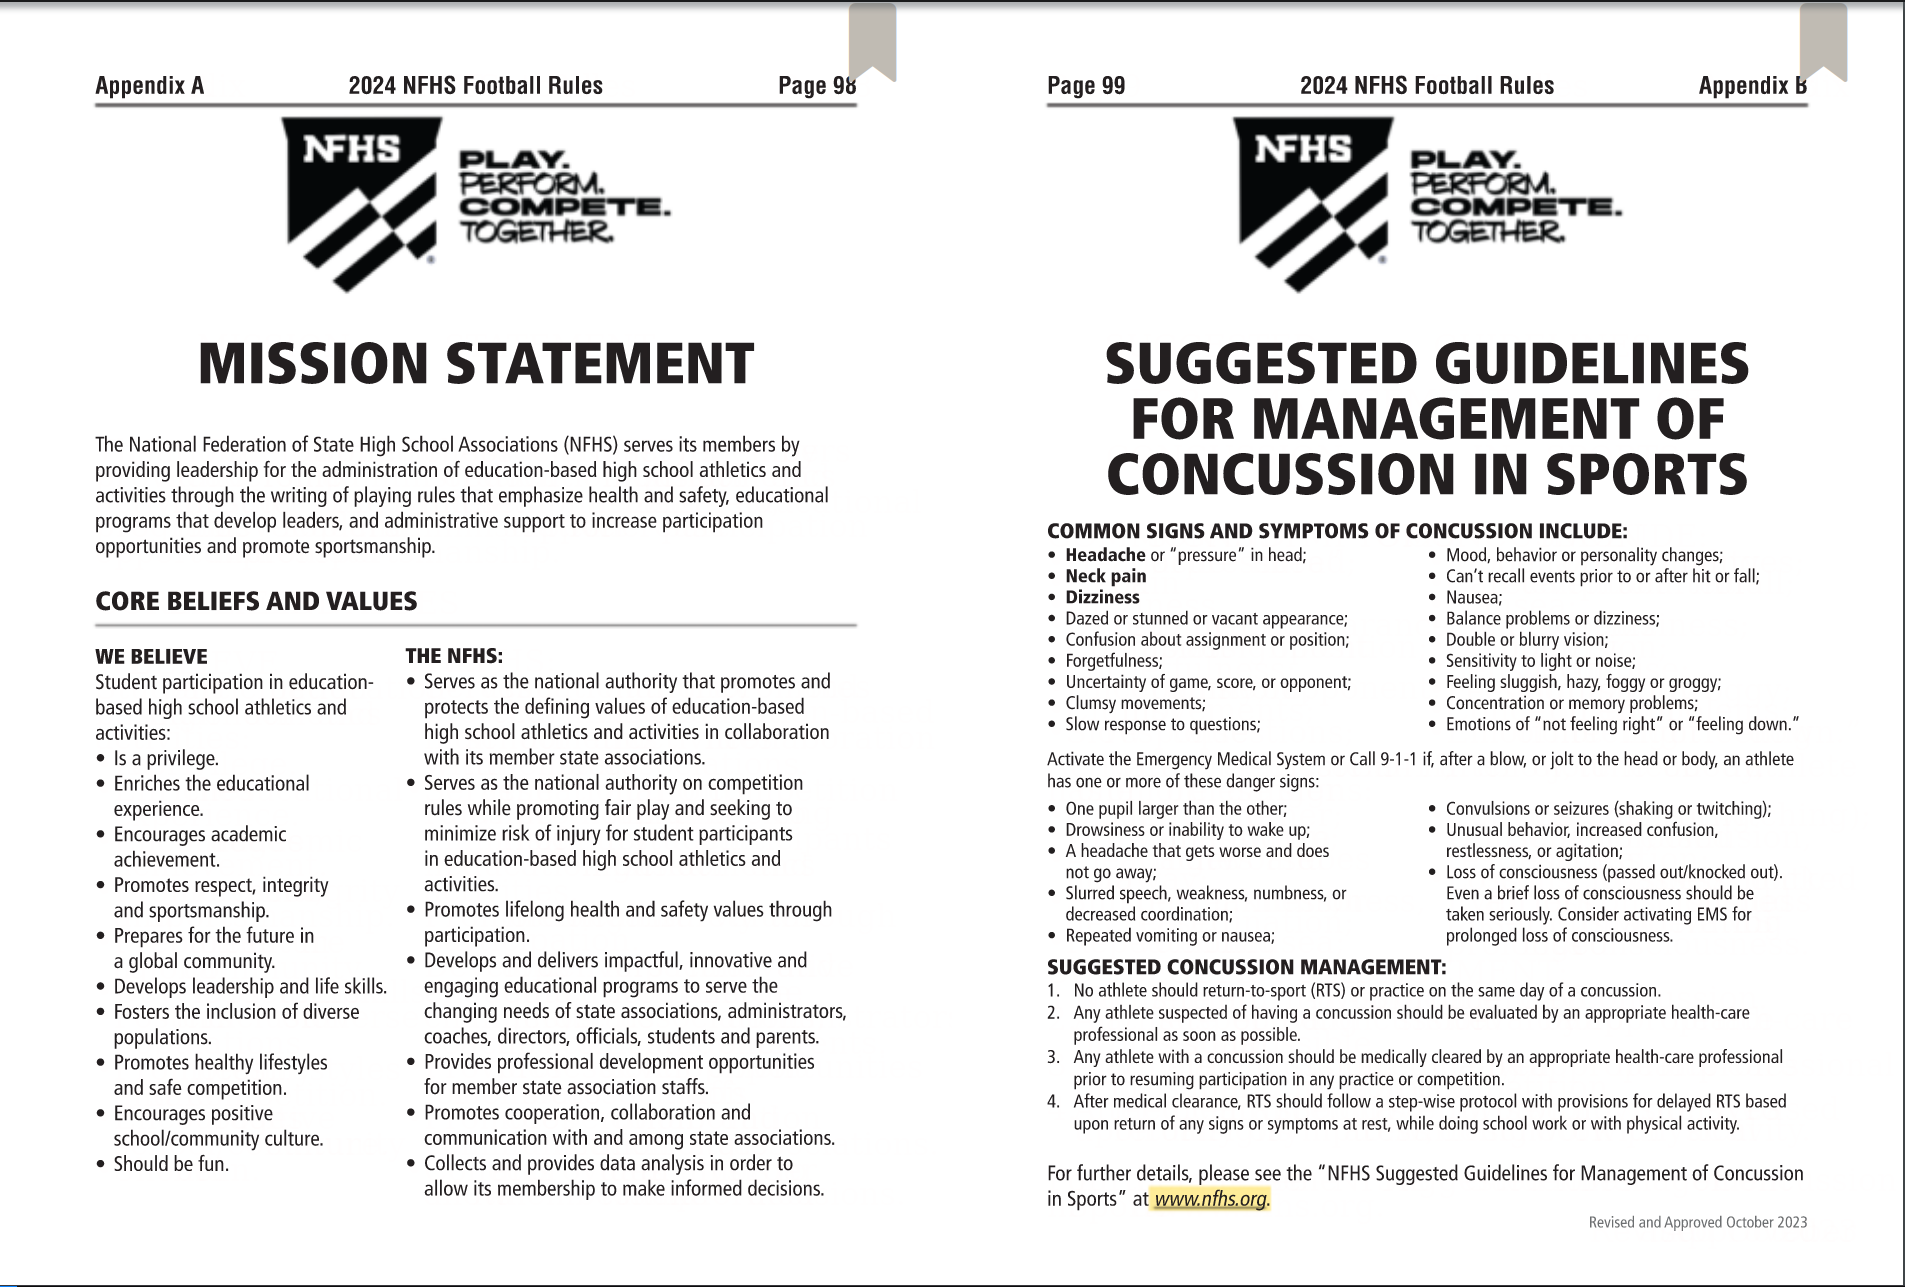 Appendix A 2024 NFHS Football Rules Page 98
NFHS
PLAY.
PERFORM.
COMPETE.
TOGETHER.
®
MISSION STATEMENT
The National Federation of State High School Associations (NFHS) serves its members by
providing leadership for the administration of education-based high school athletics and
activities through the writing of playing rules that emphasize health and safety, educational
programs that develop leaders, and administrative support to increase participation
opportunities and promote sportsmanship.
CORE BELIEFS AND VALUES
WE BELIEVE
Student participation in education-
based high school athletics and
activities:
• Is a privilege.
• Enriches the educational
experience.
• Encourages academic
achievement.
• Promotes respect, integrity
and sportsmanship.
• Prepares for the future in
a global community.
• Develops leadership and life skills.
• Fosters the inclusion of diverse
populations.
• Promotes healthy lifestyles
and safe competition.
• Encourages positive
school/community culture.
• Should be fun.
THE NFHS:
• Serves as the national authority that promotes and
protects the defining values of education-based
high school athletics and activities in collaboration
with its member state associations.
• Serves as the national authority on competition
rules while promoting fair play and seeking to
minimize risk of injury for student participants
in education-based high school athletics and
activities.
• Promotes lifelong health and safety values through
participation.
• Develops and delivers impactful, innovative and
engaging educational programs to serve the
changing needs of state associations, administrators,
coaches, directors, officials, students and parents.
• Provides professional development opportunities
for member state association staffs.
• Promotes cooperation, collaboration and
communication with and among state associations.
• Collects and provides data analysis in order to
allow its membership to make informed decisions.
Page 99 2024 NFHS Football Rules Appendix B
NFHS
PLAY.
PERFORM.
COMPETE.
TOGETHER.
®
SUGGESTED GUIDELINES
FOR MANAGEMENT OF
CONCUSSION IN SPORTS
COMMON SIGNS AND SYMPTOMS OF CONCUSSION INCLUDE:
• Headache or “pressure” in head;
• Neck pain
• Dizziness
• Dazed or stunned or vacant appearance;
• Confusion about assignment or position;
• Forgetfulness;
• Uncertainty of game, score, or opponent;
• Clumsy movements;
• Slow response to questions;
• Mood, behavior or personality changes;
• Can’t recall events prior to or after hit or fall;
• Nausea;
• Balance problems or dizziness;
• Double or blurry vision;
• Sensitivity to light or noise;
• Feeling sluggish, hazy, foggy or groggy;
• Concentration or memory problems;
• Emotions of “not feeling right” or “feeling down.”
Activate the Emergency Medical System or Call 9-1-1 if, after a blow, or jolt to the head or body, an athlete
has one or more of these danger signs:
• One pupil larger than the other;
• Drowsiness or inability to wake up;
• A headache that gets worse and does
not go away;
• Slurred speech, weakness, numbness, or
decreased coordination;
• Repeated vomiting or nausea;
• Convulsions or seizures (shaking or twitching);
• Unusual behavior, increased confusion,
restlessness, or agitation;
• Loss of consciousness (passed out/knocked out).
Even a brief loss of consciousness should be
taken seriously. Consider activating EMS for
prolonged loss of consciousness.
SUGGESTED CONCUSSION MANAGEMENT:
1. No athlete should return-to-sport (RTS) or practice on the same day of a concussion.
2. Any athlete suspected of having a concussion should be evaluated by an appropriate health-care
professional as soon as possible.
3. Any athlete with a concussion should be medically cleared by an appropriate health-care professional
prior to resuming participation in any practice or competition.
4. After medical clearance, RTS should follow a step-wise protocol with provisions for delayed RTS based
upon return of any signs or symptoms at rest, while doing school work or with physical activity.
For further details, please see the “NFHS Suggested Guidelines for Management of Concussion
in Sports” at www.nfhs.org.
Revised and Approved October 2023